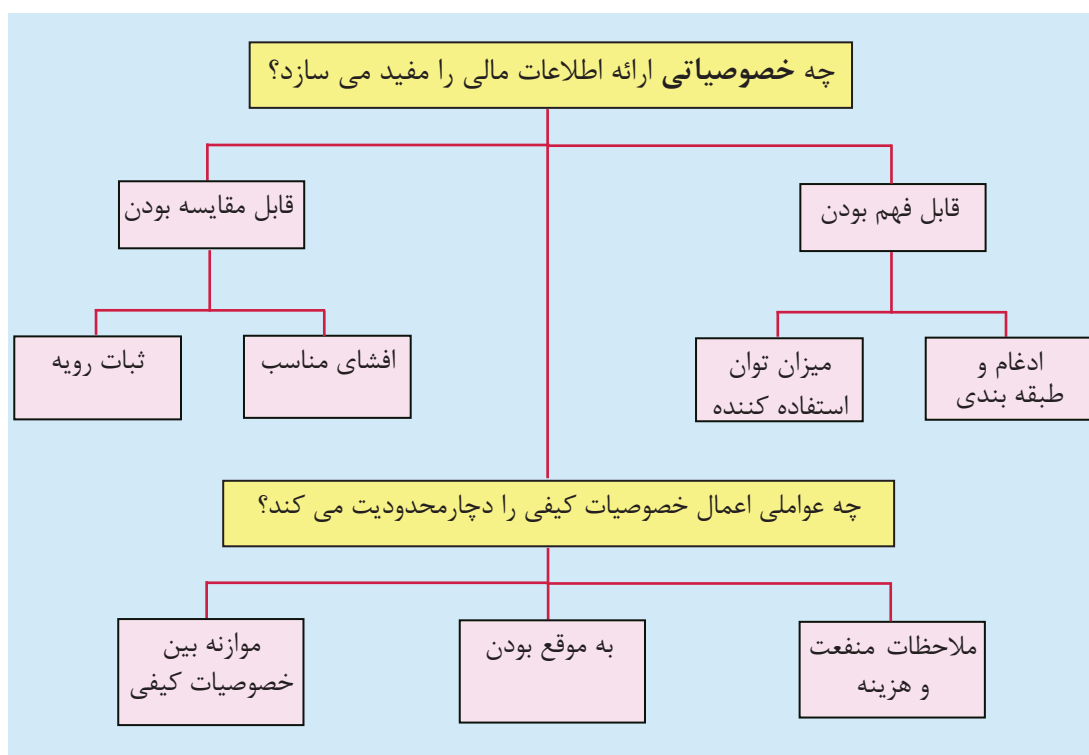 چه خصوصیاتی ارائه اطلاعات مالی را مفید می سازد؟
قابل فهم بودن
قابل مقایسه بودن
ادغام و
طبقه بندی
میزان توان
استفاده کننده
افشای مناسب
ثبات رویه
چه عواملی اعمال خصوصیات کیفی را دچارمحدودیت می کند؟
ملاحظات منفعت
و هزینه
به موقع بودن
موازنه بین
خصوصیات کیفی